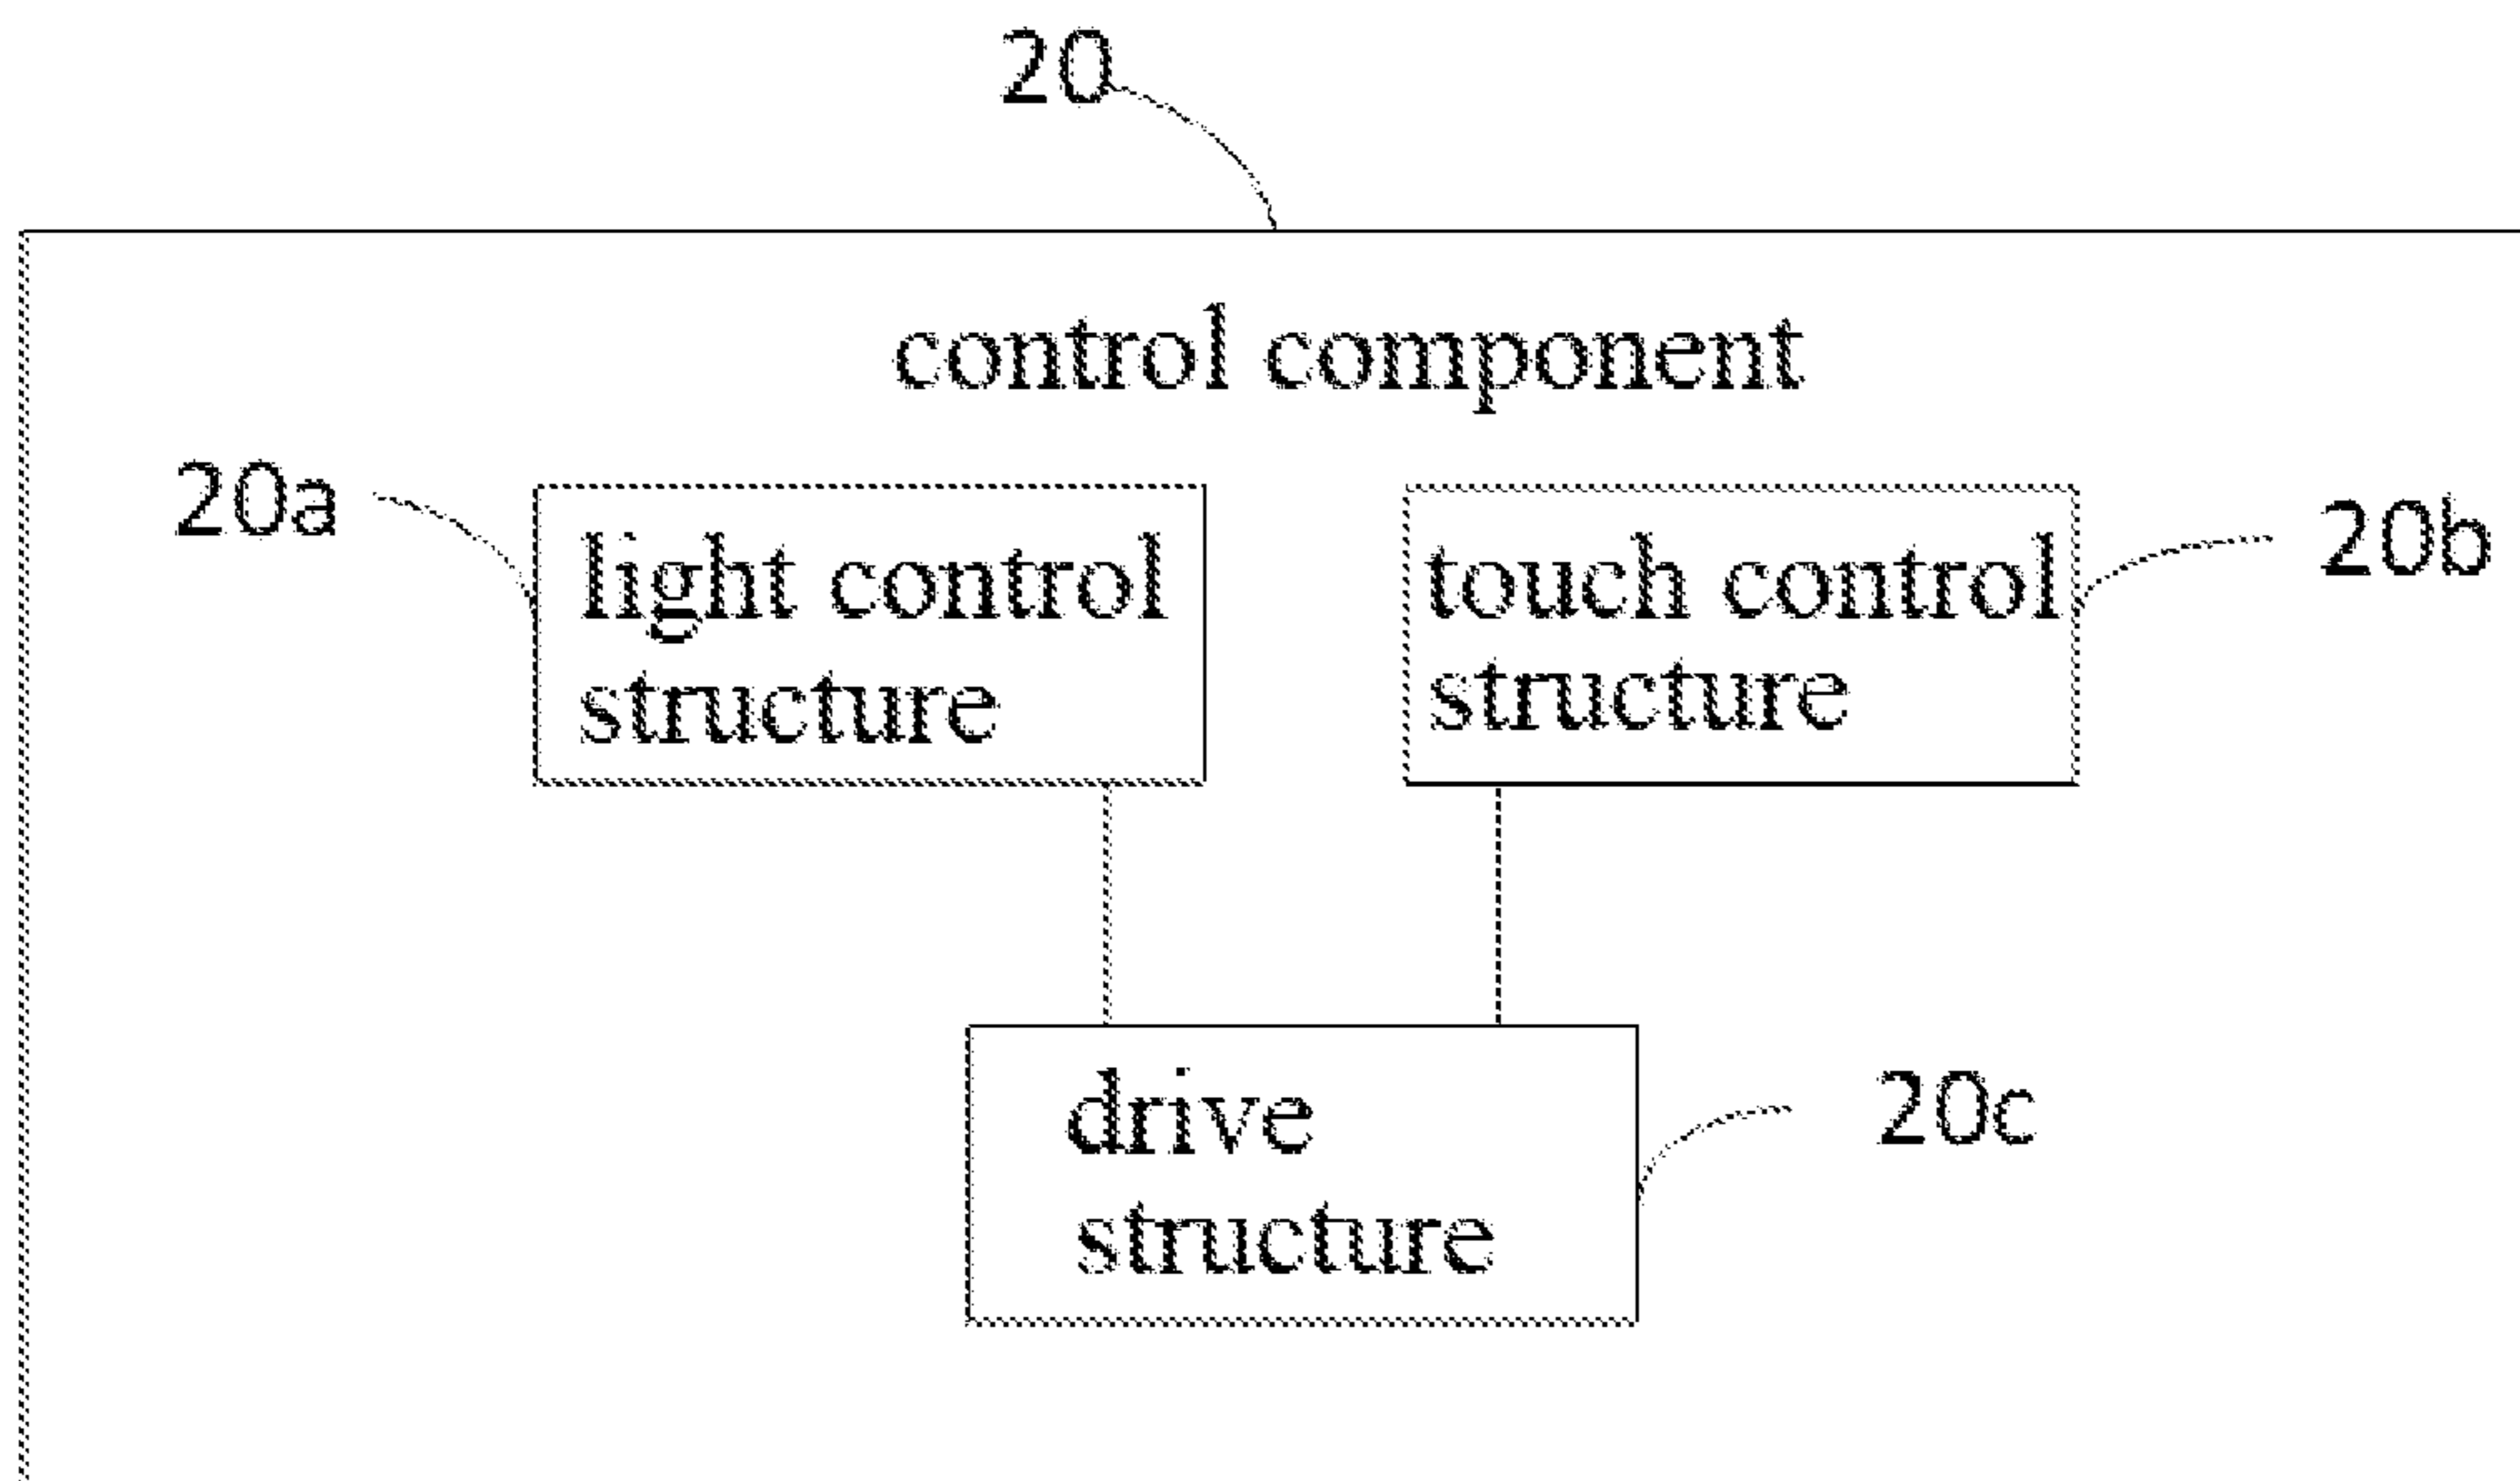 20
control component
20a
light control
structure
touch control
structure
20b
drive
structure
20c